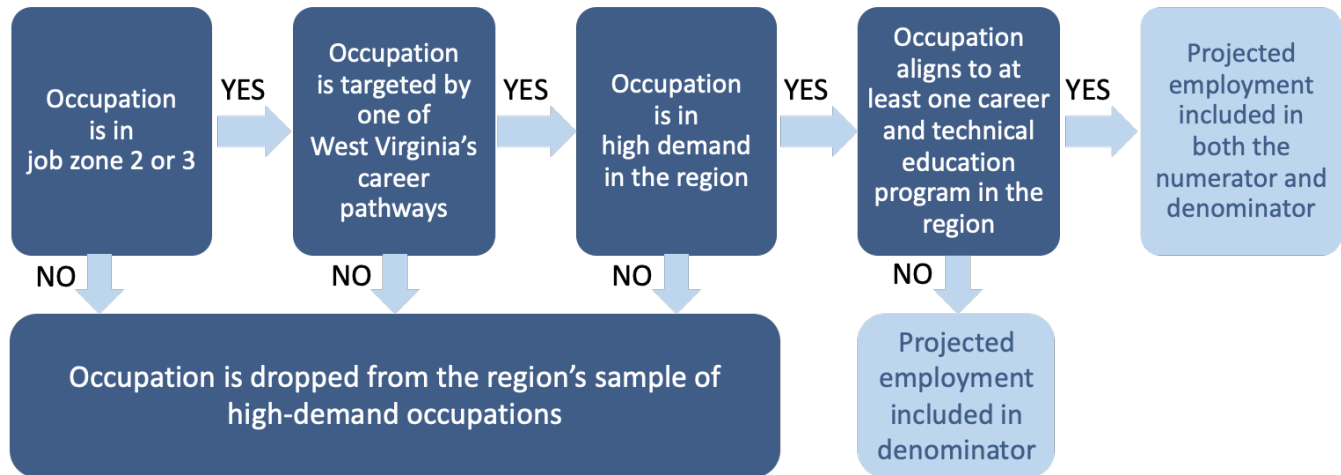 Occupation
is in
job zone 2 or 3
YES
NO
Occupation
is targeted by
one of
West Virginia’s
career
pathways
YES
NO
Occupation
is in
high demand
in the region
YES
NO
Occupation
aligns to at
least one career
and technical
education
program in the
region
YES
NO
Projected
employment
included in
both the
numerator and
denominator
Occupation is dropped from the region’s sample of
high-demand occupations
Projected
employment
included in
denominator